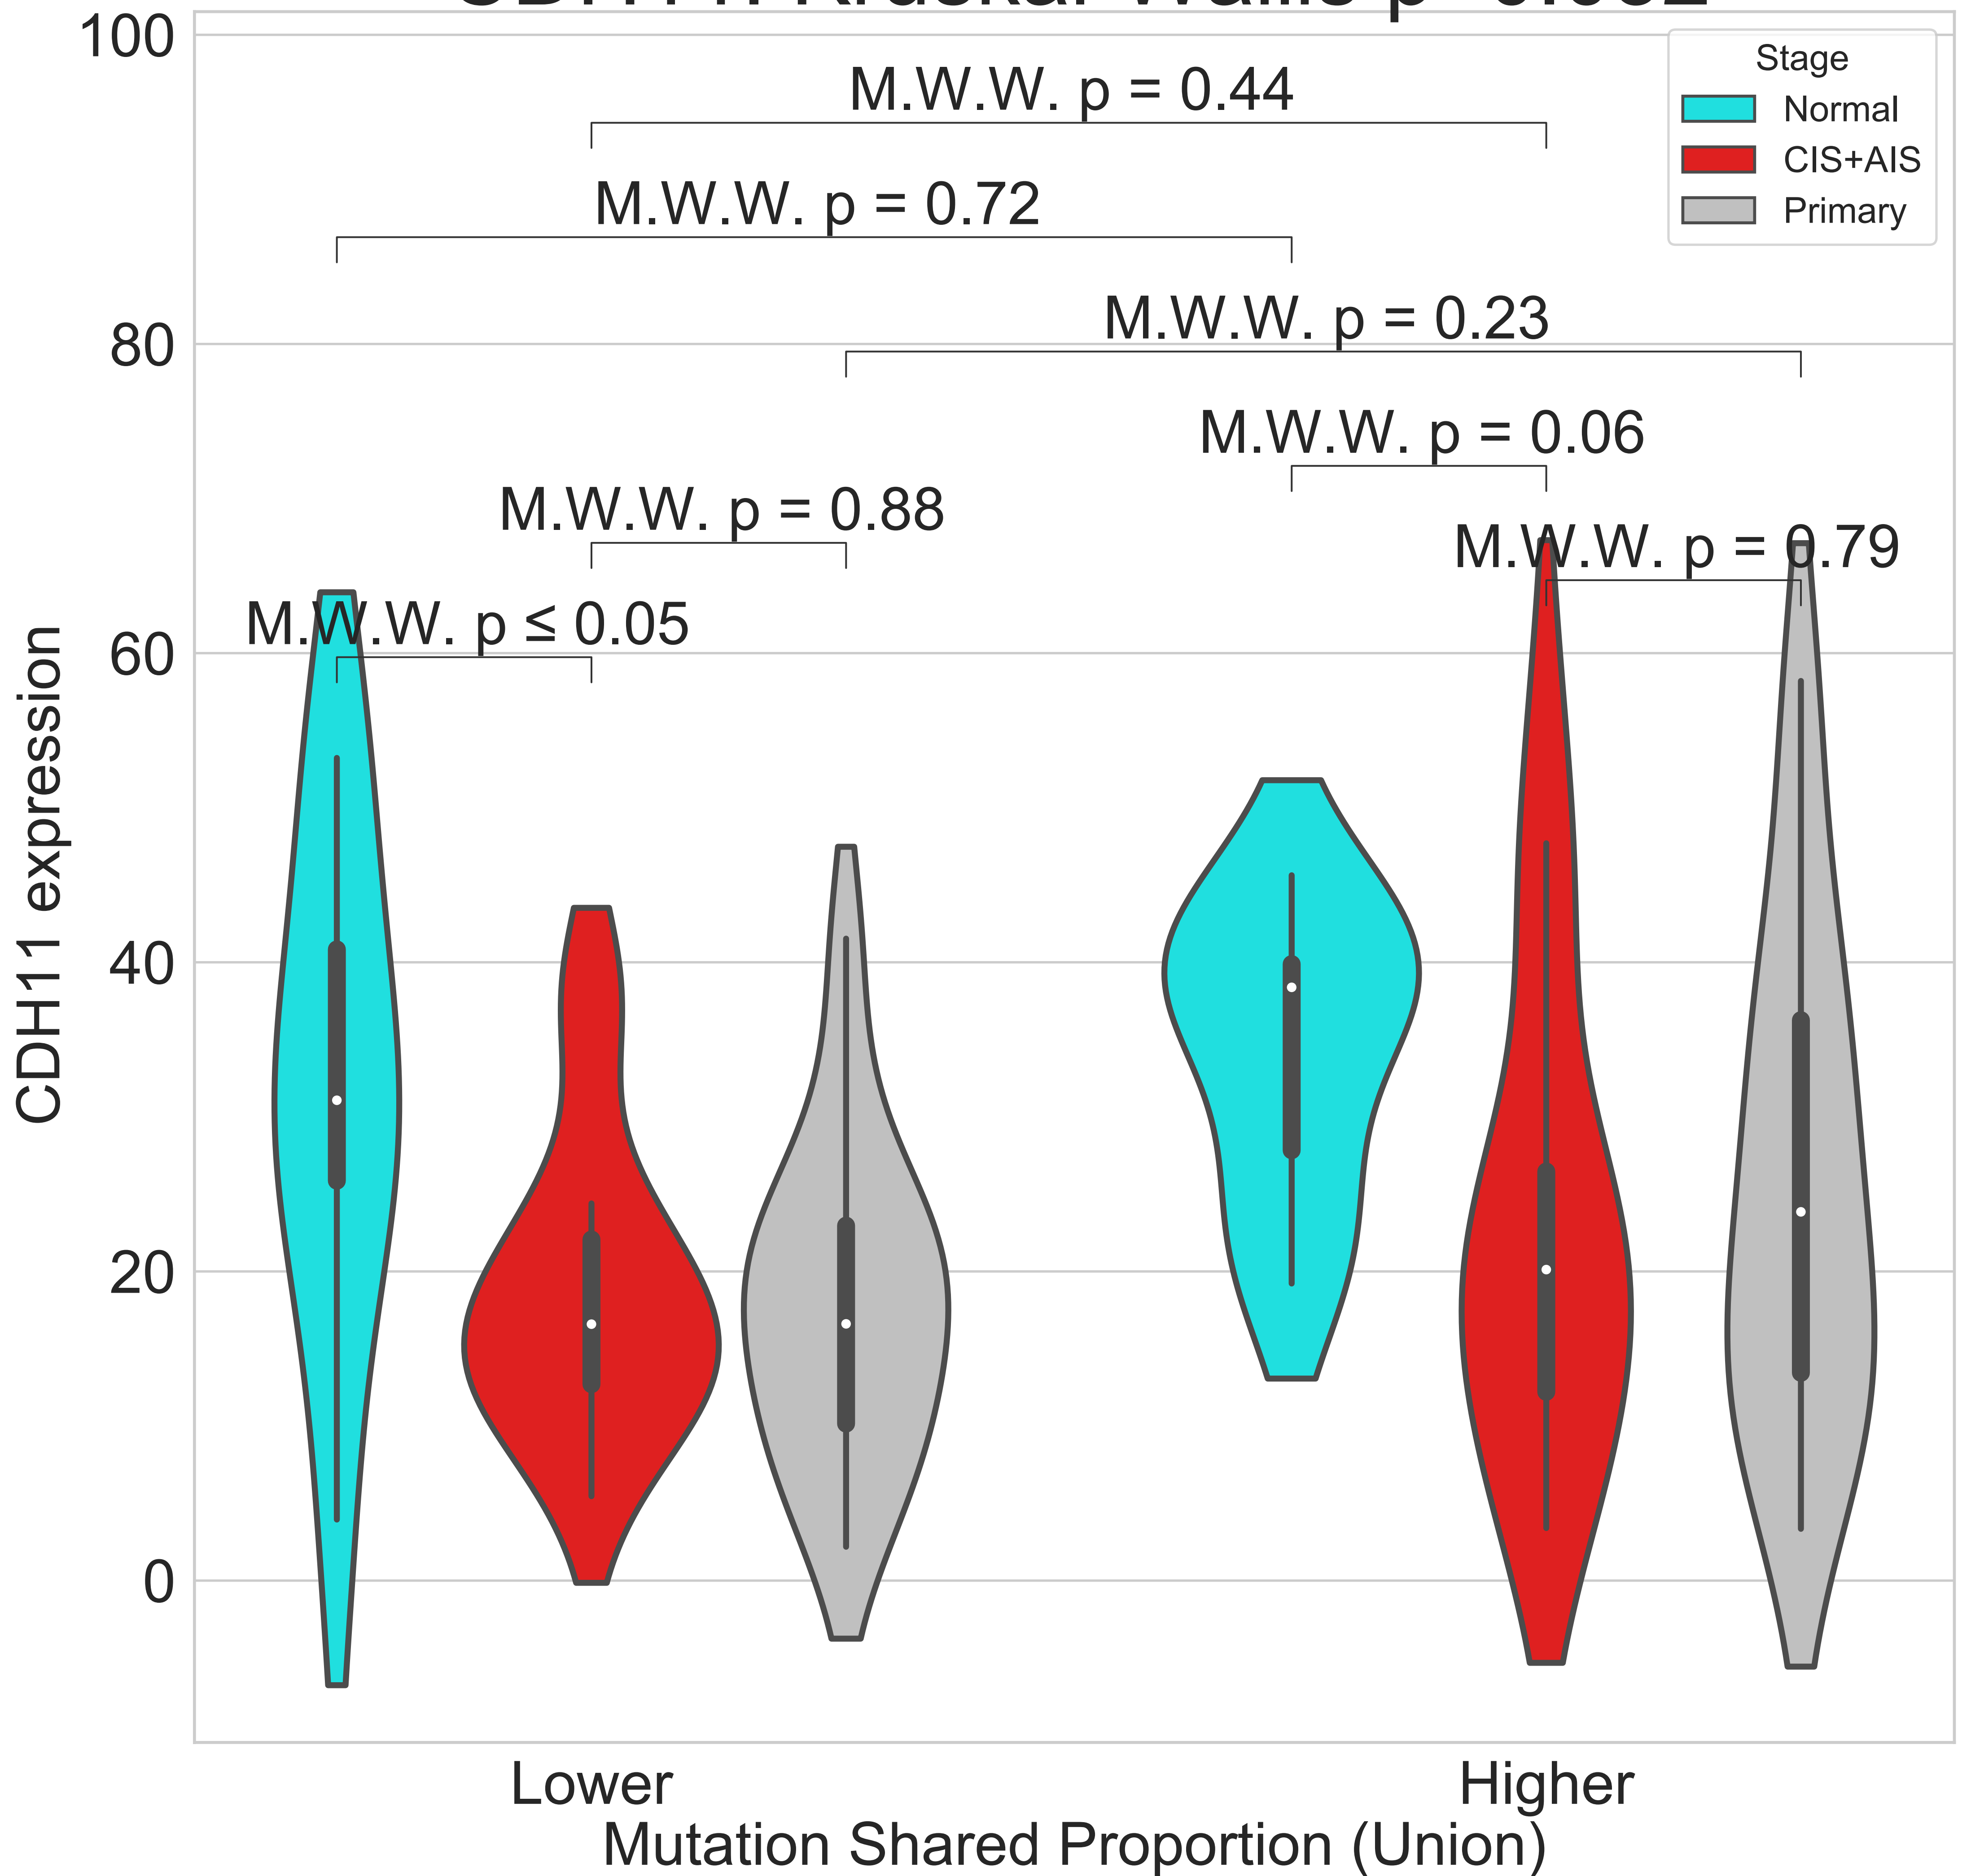 100
Stage
Normal
CIS+AIS
Primary
M.W.W. p = 0.44
M.W.W. p = 0.72
M.W.W. p = 0.23
80
M.W.W. p = 0.06
M.W.W. p = 0.88
M.W.W. p = 0.79
M.W.W. p ≤ 0.05
60
40
20
0
CDH11 expression
Lower
Higher
Mutation Shared Proportion (Union)